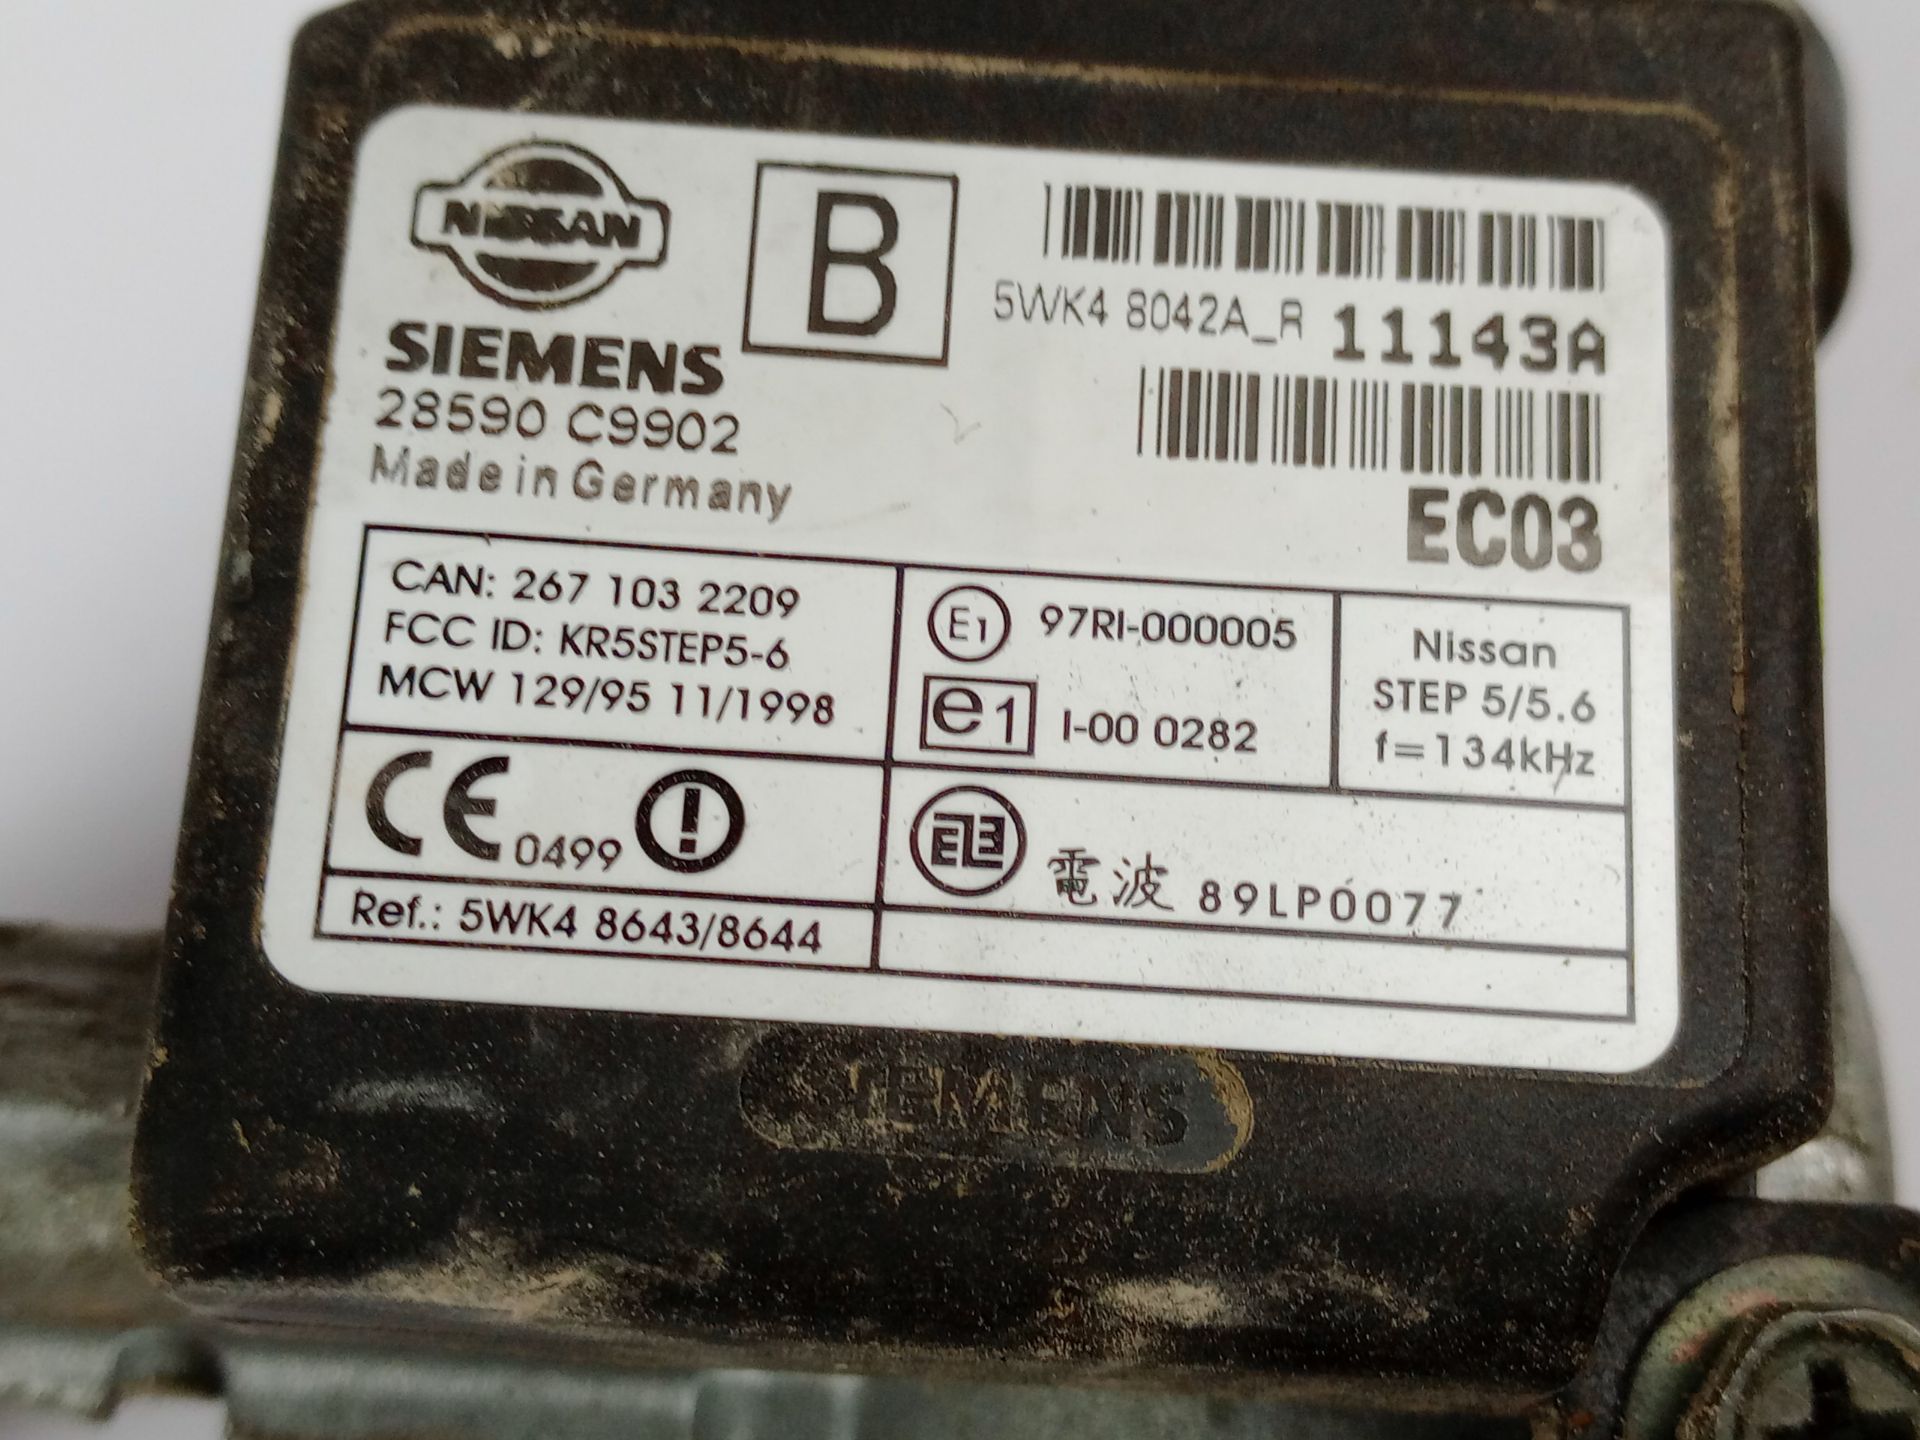 NISSAN
SIEMENS
28590 C9902
Made in Germany
B
5WK4 8042A_R 11143A
EC03
CAN: 267 103 2209
FCC ID: KR5STEP5-6
MCW 129/95 11/1998
E1 97RI-000005
e1 I-00 0282
Nissan
STEP 5/5.6
f=134kHz
CE 0499 !
電波 89LP0077
Ref.: 5WK4 8643/8644
SIEMENS